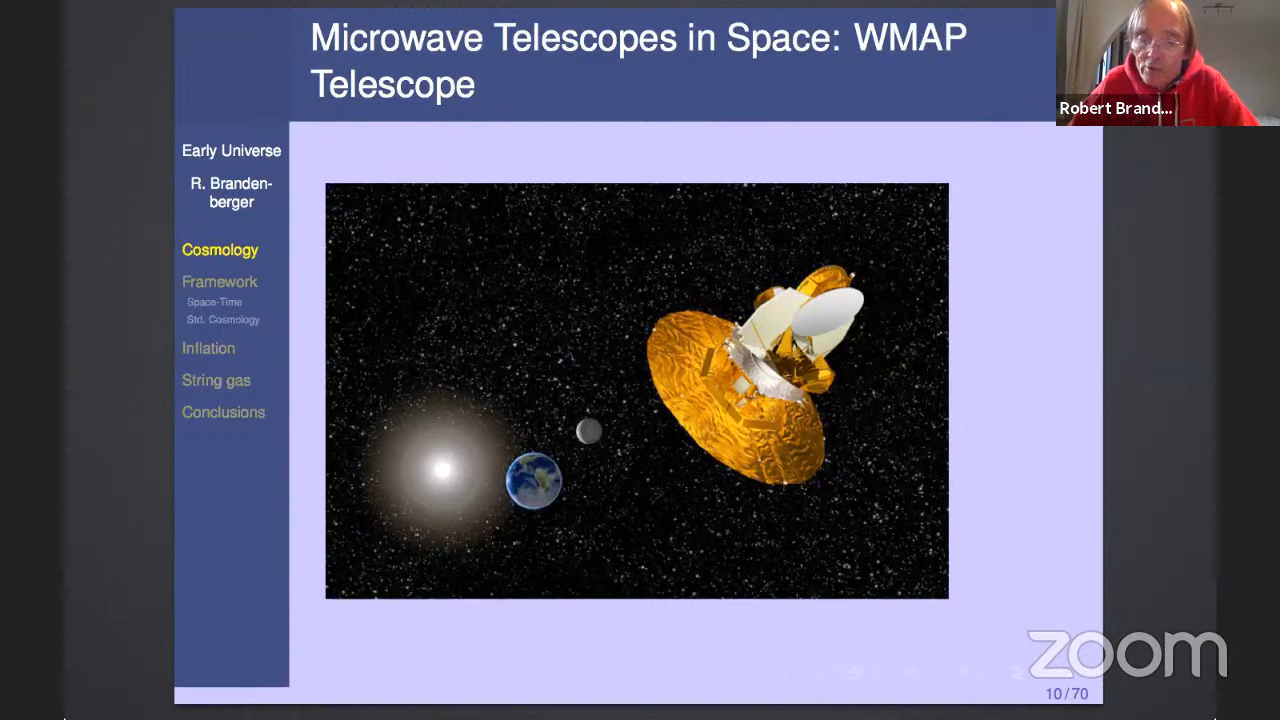 Microwave Telescopes in Space: WMAP
Telescope
Robert Brand...
Early Universe
R. Branden-
berger
Cosmology
Framework
Space-Time
Std. Cosmology
Inflation
String gas
Conclusions
zoom
10/70